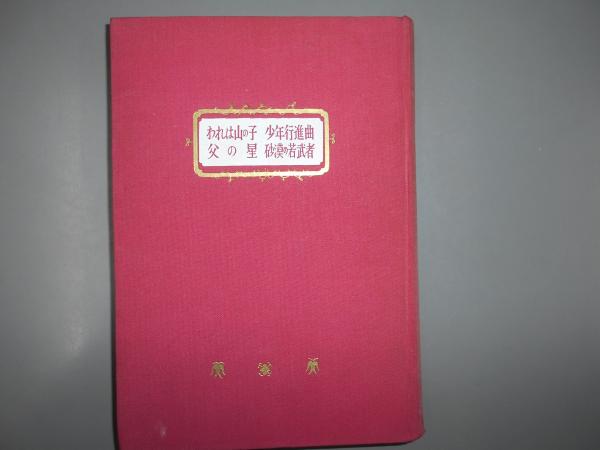 われは山の子 少年行進曲
父の星 砂漠の若武者